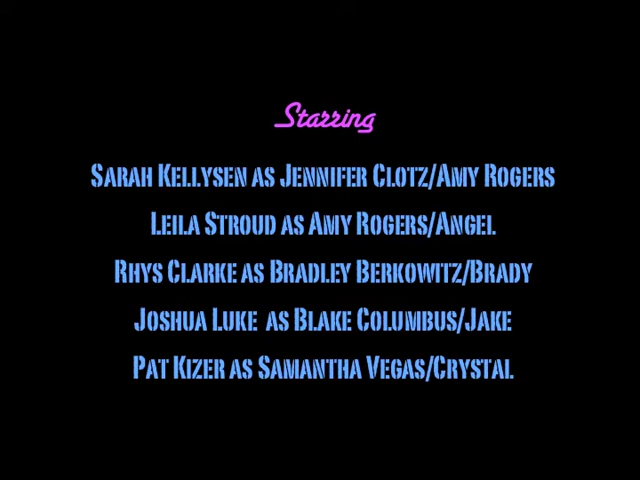 Starring
Sarah Kellysen as Jennifer Clotz/Amy Rogers
Leila Stroud as Amy Rogers/Angel
Rhys Clarke as Bradley Berkowitz/Brady
Joshua Luke as Blake Columbus/Jake
Pat Kizer as Samantha Vegas/Crystal